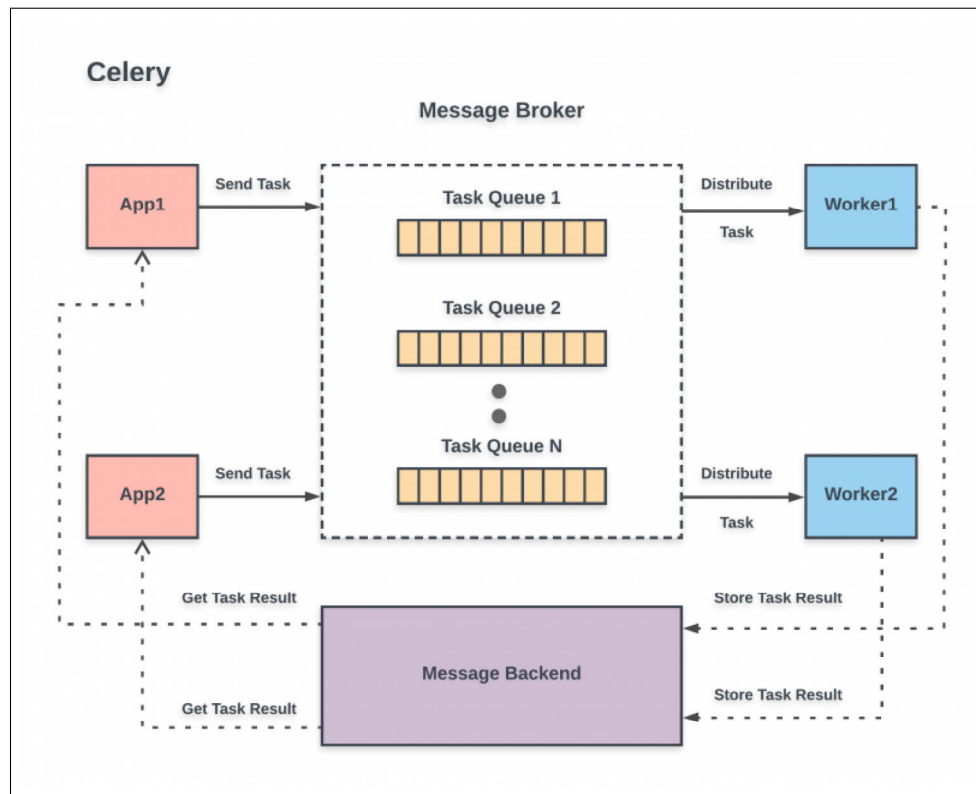 Celery
Message Broker
App1
Send Task
Task Queue 1
Distribute
Task
Worker1
Task Queue 2
Task Queue N
App2
Send Task
Distribute
Task
Worker2
Get Task Result
Store Task Result
Message Backend
Get Task Result
Store Task Result